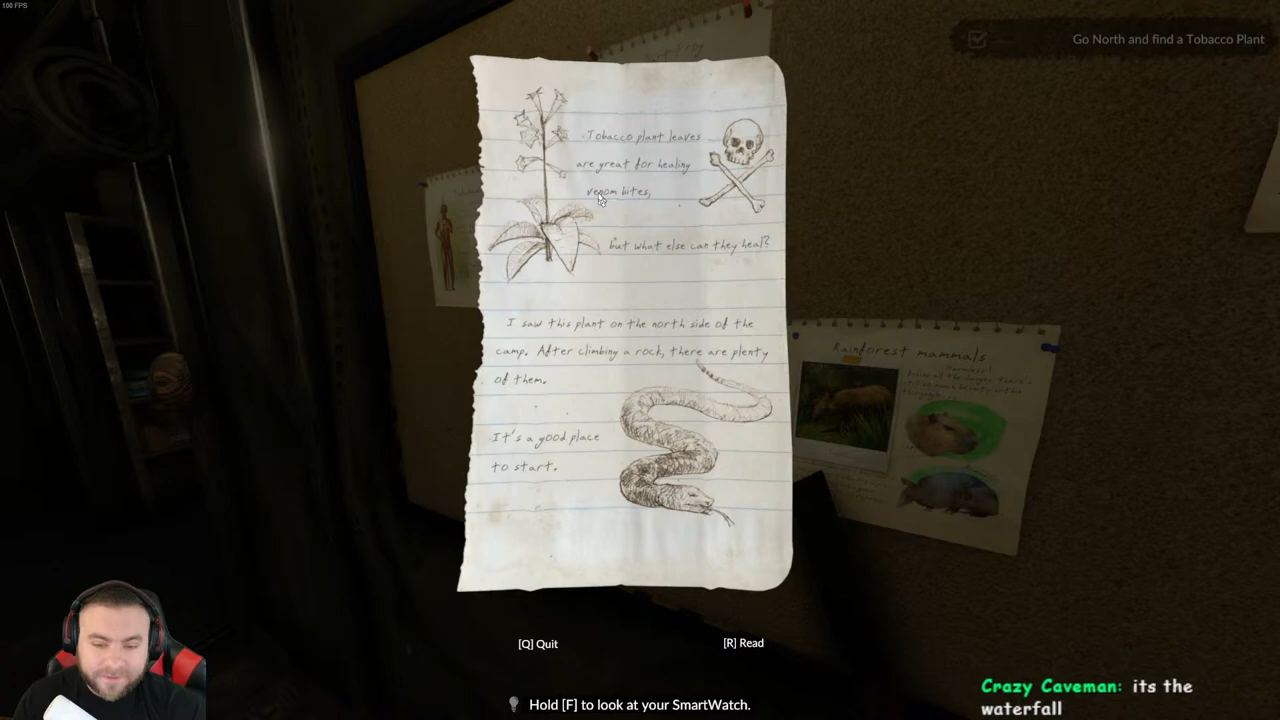 100 FPS
Go North and find a Tobacco Plant
Tobacco plant leaves
are great for healing
venom bites,
but what else can they heal?
I saw this plant on the north side of the
camp. After climbing a rock, there are plenty
of them.
It's a good place
to start.
Rainforest mammals
[Q] Quit
[R] Read
Hold [F] to look at your SmartWatch.
Crazy Caveman: its the
waterfall